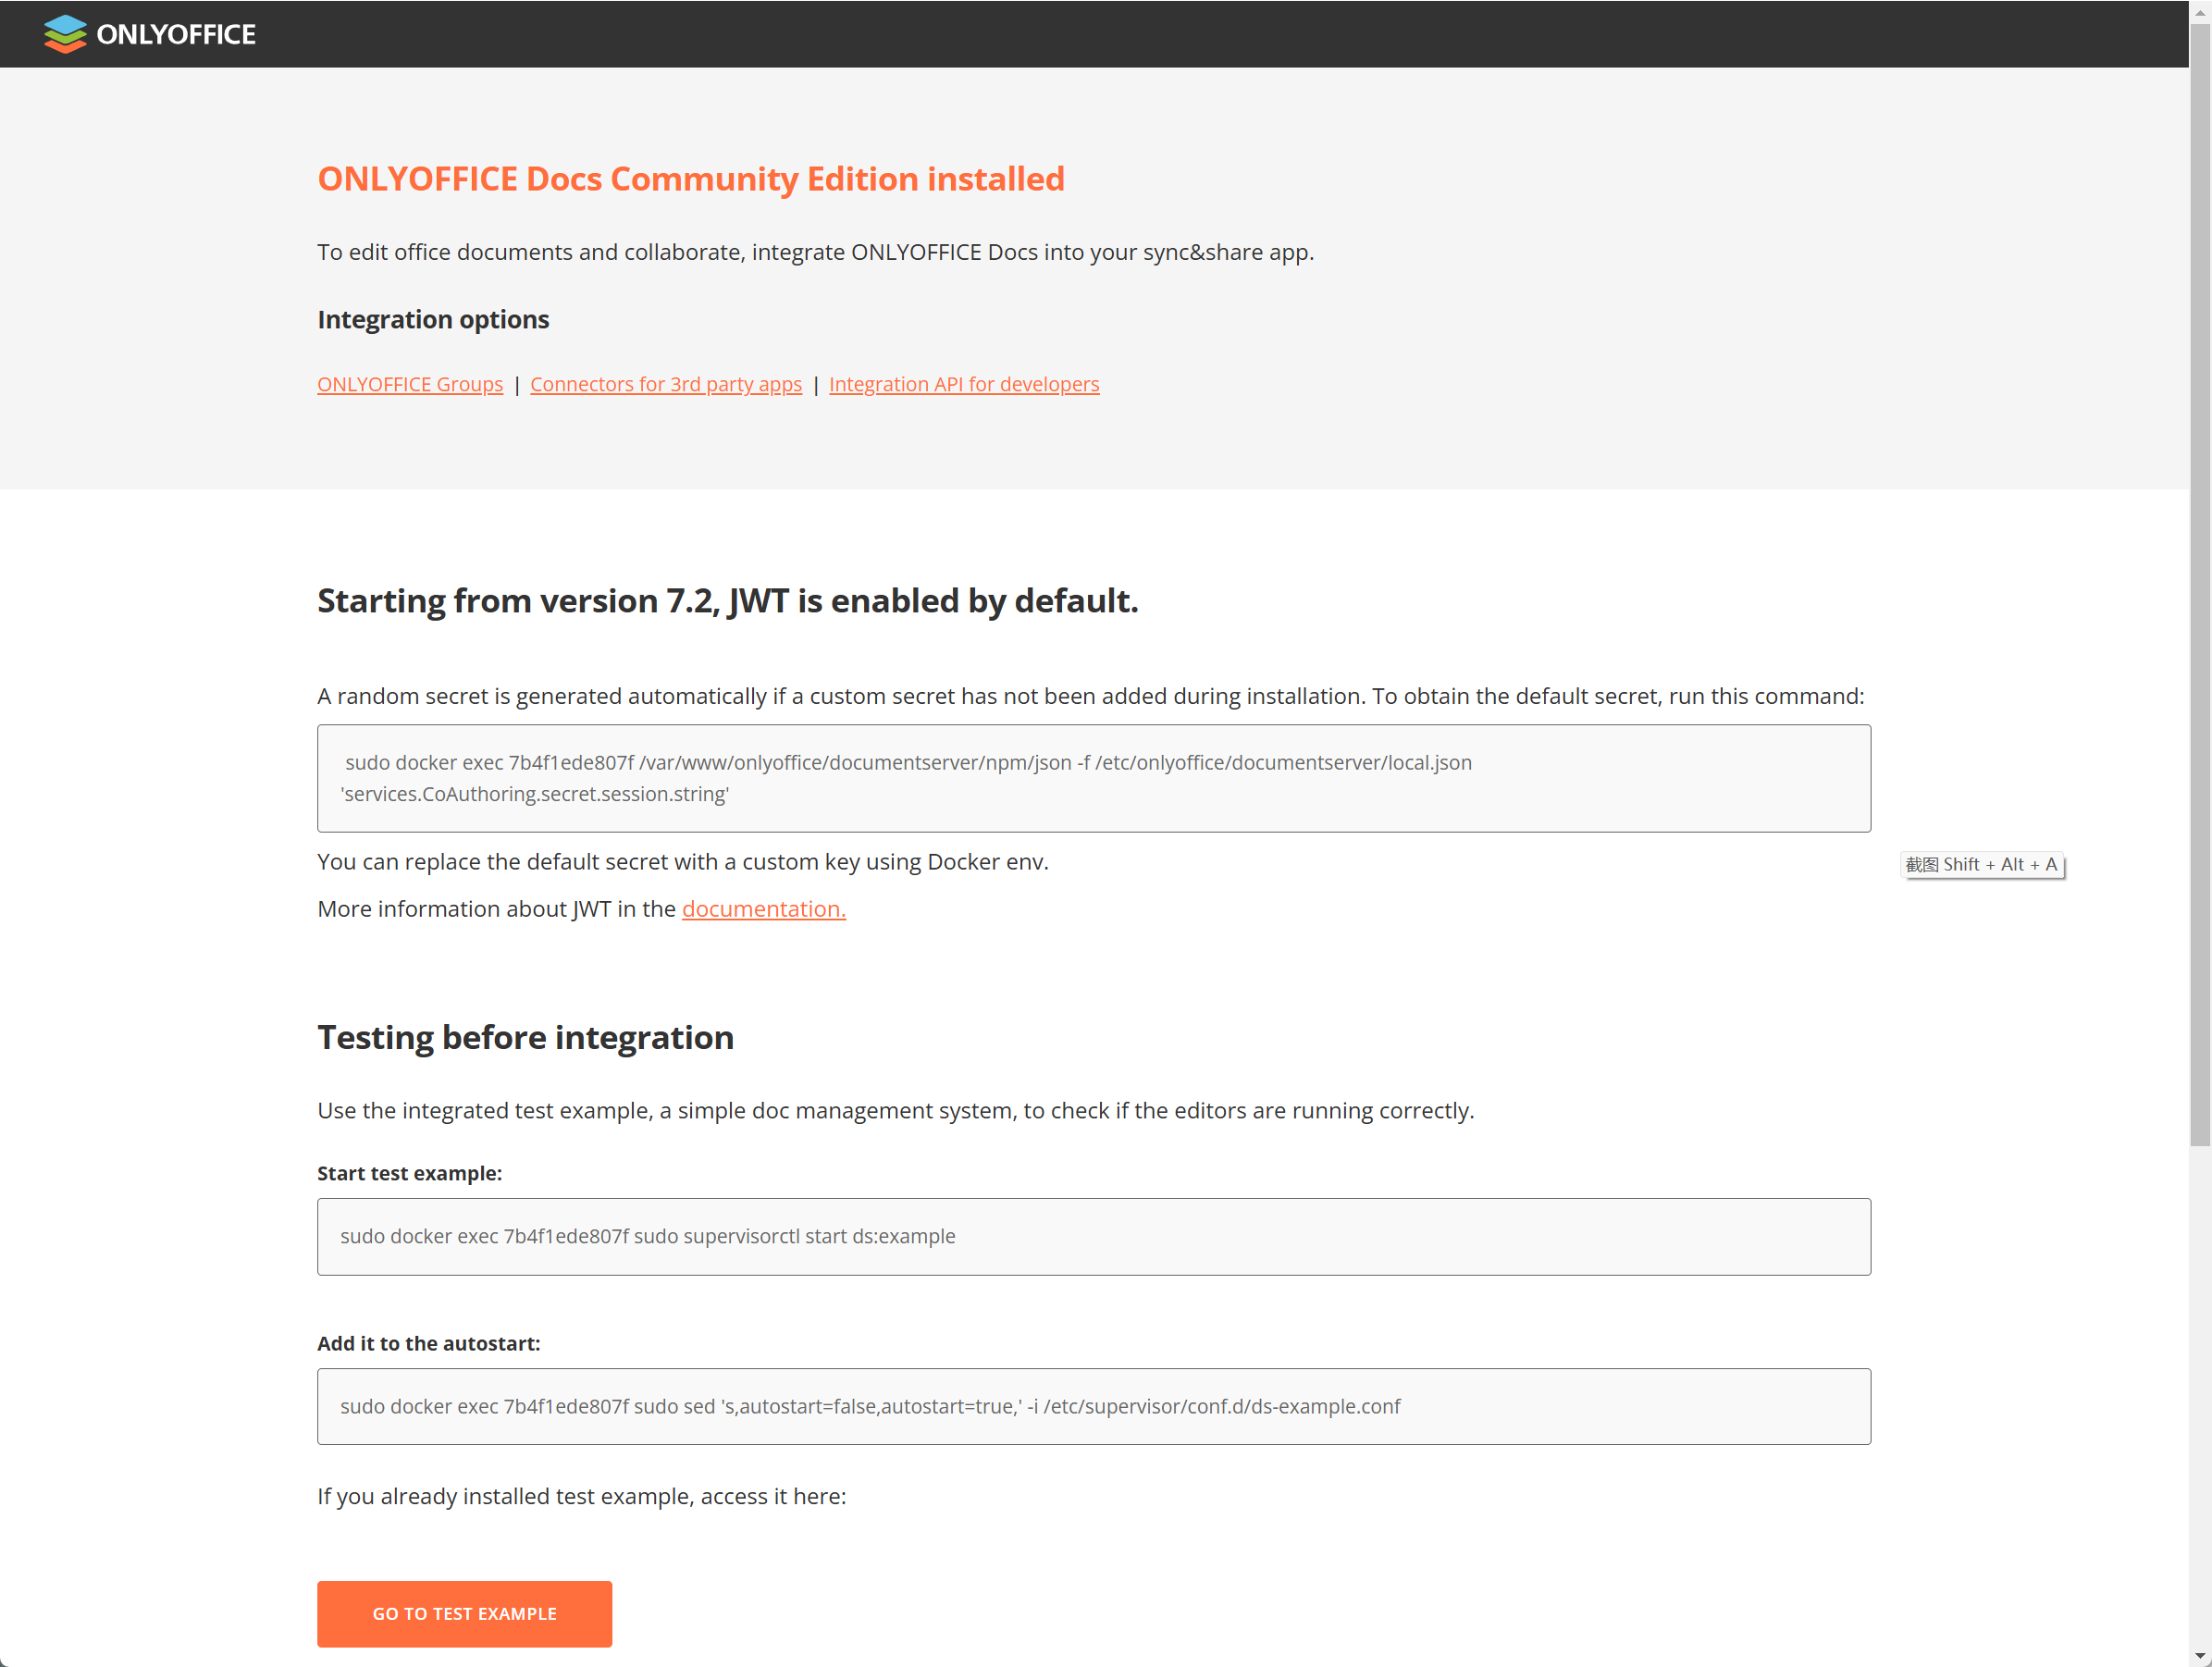 ONLYOFFICE
ONLYOFFICE Docs Community Edition installed
To edit office documents and collaborate, integrate ONLYOFFICE Docs into your sync&share app.
Integration options
ONLYOFFICE Groups | Connectors for 3rd party apps | Integration API for developers
Starting from version 7.2, JWT is enabled by default.
A random secret is generated automatically if a custom secret has not been added during installation. To obtain the default secret, run this command:
sudo docker exec 7b4f1ede807f /var/www/onlyoffice/documentserver/npm/json -f /etc/onlyoffice/documentserver/local.json
'services.CoAuthoring.secret.session.string'
You can replace the default secret with a custom key using Docker env.
截图 Shift + Alt + A
More information about JWT in the documentation.
Testing before integration
Use the integrated test example, a simple doc management system, to check if the editors are running correctly.
Start test example:
sudo docker exec 7b4f1ede807f sudo supervisorctl start ds:example
Add it to the autostart:
sudo docker exec 7b4f1ede807f sudo sed 's,autostart=false,autostart=true,' -i /etc/supervisor/conf.d/ds-example.conf
If you already installed test example, access it here:
GO TO TEST EXAMPLE